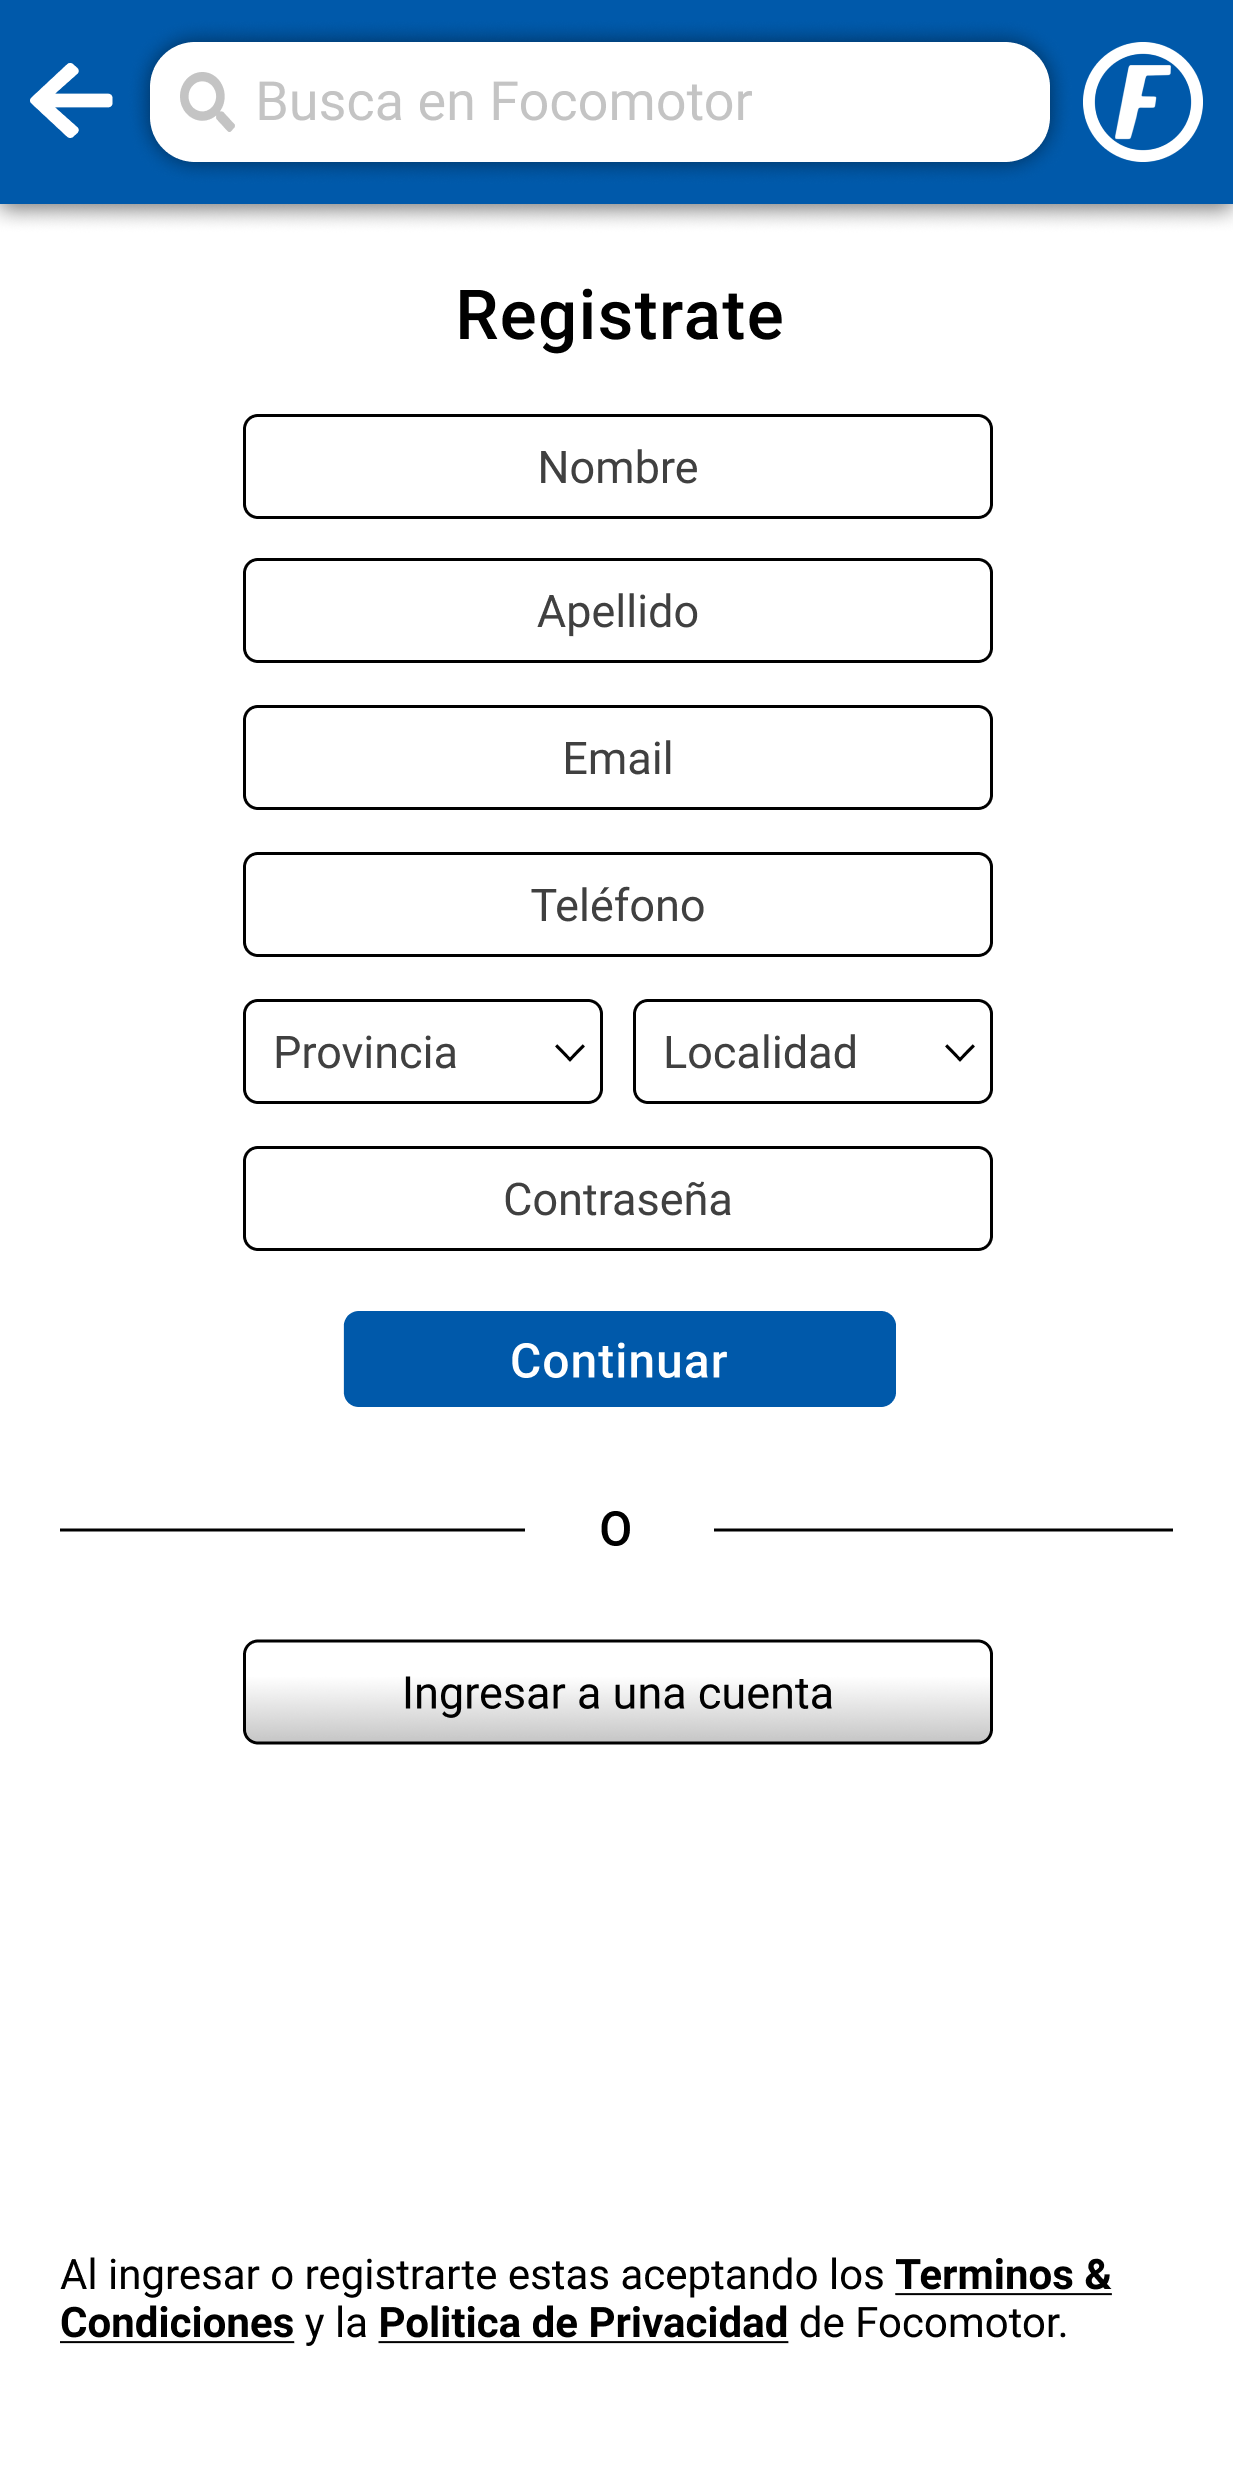 Busca en Focomotor
F
Registrate
Nombre
Apellido
Email
Teléfono
Provincia
Localidad
Contraseña
Continuar
O
Ingresar a una cuenta
Al ingresar o registrarte estas aceptando los Terminos &
Condiciones y la Politica de Privacidad de Focomotor.